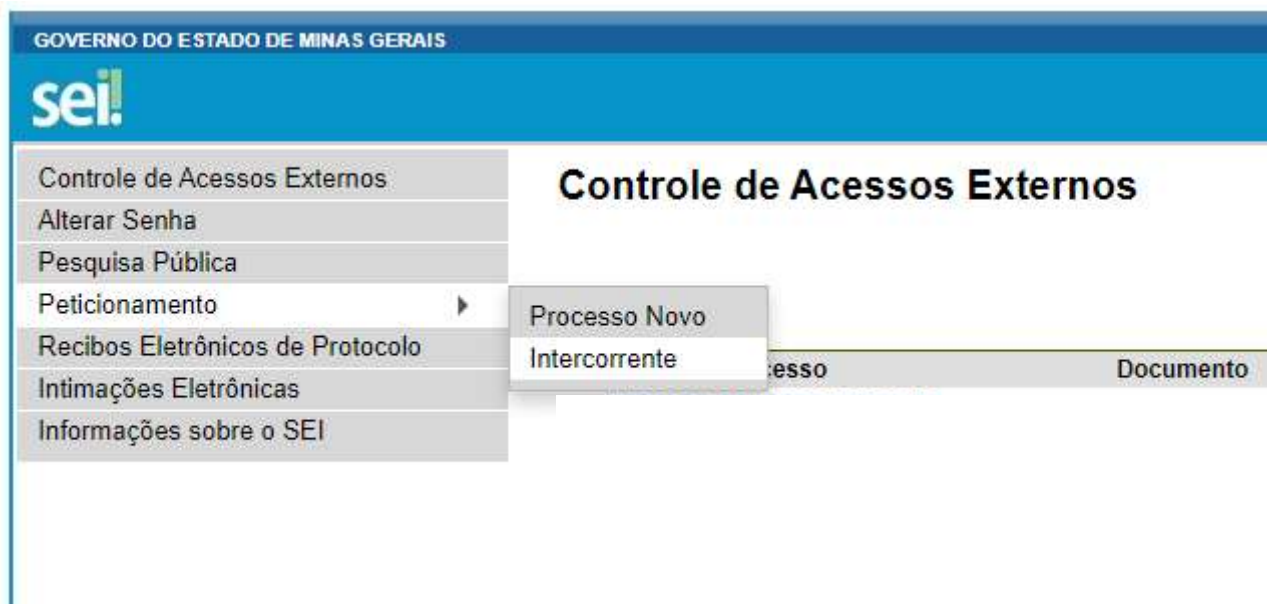 GOVERNO DO ESTADO DE MINAS GERAIS
sei!
Controle de Acessos Externos
Alterar Senha
Pesquisa Pública
Peticionamento
Recibos Eletrônicos de Protocolo
Intimações Eletrônicas
Informações sobre o SEI
Controle de Acessos Externos
Processo Novo
Intercorrente
cesso Documento